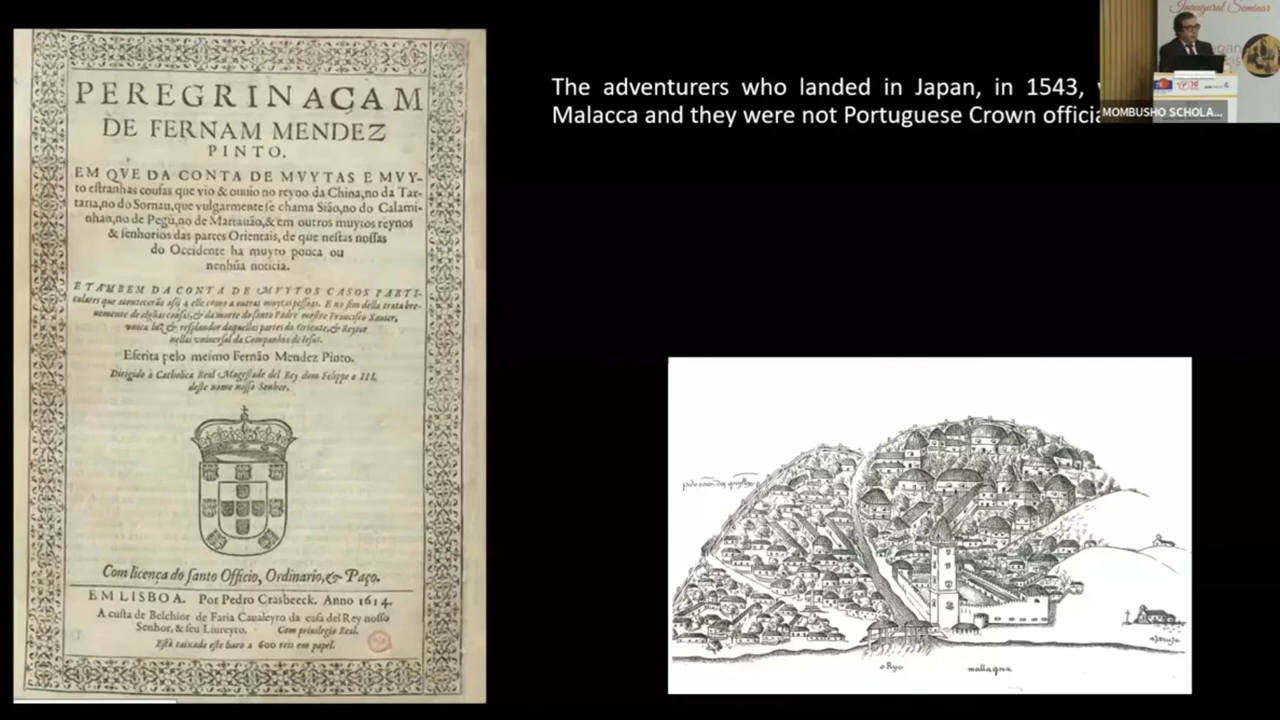 PEREGRINAÇAM
DE FERNAM MENDEZ
PINTO.
EM QVE DA CONTA DE MVYTAS E MVY-
to eſtranhas couſas que vio & ouuio no reyno da China, no da Tar-
taria, no do Sornau, que vulgarmente ſe chama Sião, no do Calami-
nhan, no de Pegù, no de Martauão, & em outros muytos reynos
& ſenhorios das partes Orientais, de que neſtas noſſas
do Occidente ha muyto pouca ou
nenhũa noticia.
E TAMBEM DA CONTA DE MVYTOS CASOS PARTI-
culares que acontecerão aſsi a elle como a outras muytas peſſoas. E no fim della trata bre-
uemente de algũas couſas, & da morte do ſanto Padre meſtre Franciſco Xauier,
vnica luz & reſplandor daquellas partes do Oriente, & Reytor
nellas vniuerſal da Companhia de Ieſus.
Eſcrita pelo meſmo Fernão Mendez Pinto.
Dirigido à Catholica Real Mageſtade del Rey dom Felippe o III.
deſte nome noſſo Senhor.
Com licença do ſanto Officio, Ordinario, & Paço.
EM LISBOA. Por Pedro Crasbeeck. Anno 1614.
A cuſta de Belchior de Faria Caualeyro da caſa del Rey noſſo
Senhor, & ſeu Liureyro. Com priuilegio Real.
Eſtà taixado eſte liuro a 600 reis em papel.
The adventurers who landed in Japan, in 1543,
Malacca and they were not Portuguese Crown
Inaugural Seminar
MOMBUSHO SCHOLA...
o Ryo
mallaqua